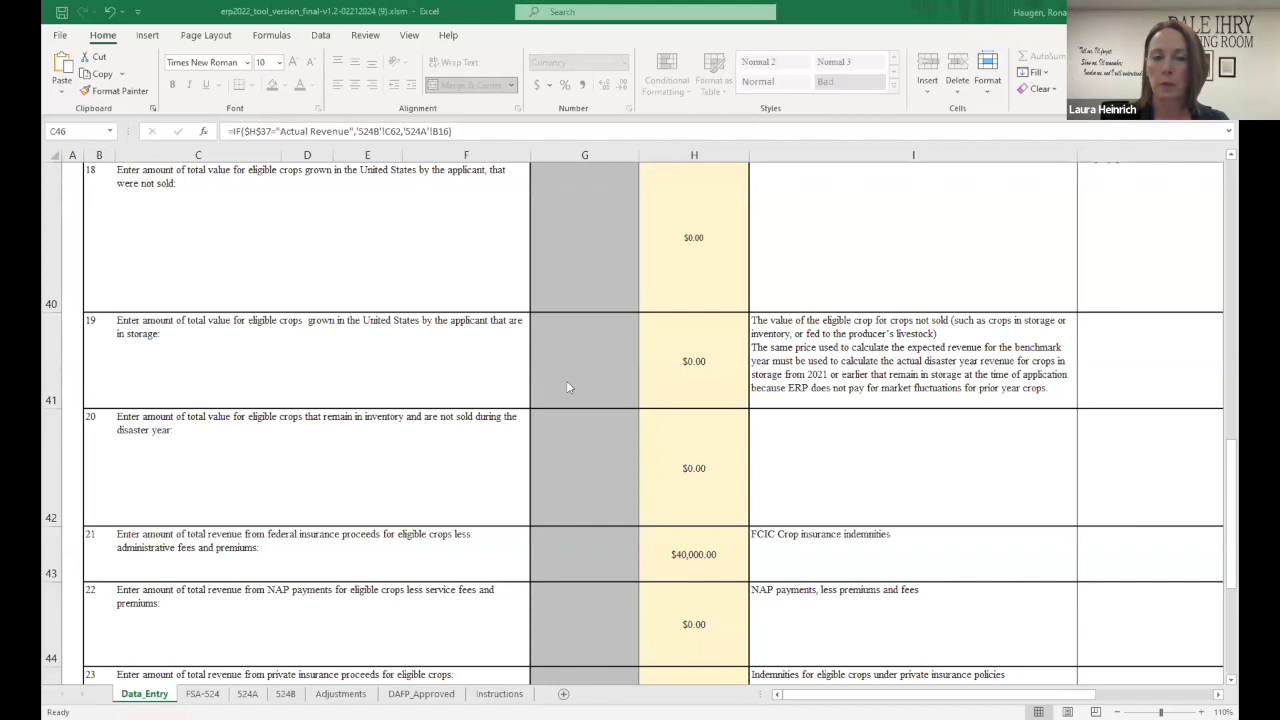 erp2022_tool_version_final-v1.2-02212024 (9).xlsm - Excel
Search
Haugen, Rona
File Home Insert Page Layout Formulas Data Review View Help
Paste
Cut
Copy
Format Painter
Times New Roman 10
B I U
Wrap Text
Merge & Center
Currency
$ % ,
Conditional Formatting
Format as Table
Normal 2 Normal 3
Normal Bad
Insert Delete Format
AutoSum
Fill
Clear
Clipboard Font Alignment Number Styles Cells
Laura Heinrich
DALE IHRY
ROOM
C46 fx =IF($H$37="Actual Revenue",'524B'!C62,'524A'!B16)
A B C D E F G H I
18 Enter amount of total value for eligible crops grown in the United States by the applicant, that
were not sold:
$0.00
40
19 Enter amount of total value for eligible crops grown in the United States by the applicant that are
in storage:
$0.00
The value of the eligible crop for crops not sold (such as crops in storage or
inventory, or fed to the producer's livestock)
The same price used to calculate the expected revenue for the benchmark
year must be used to calculate the actual disaster year revenue for crops in
storage from 2021 or earlier that remain in storage at the time of application
because ERP does not pay for market fluctuations for prior year crops.
41
20 Enter amount of total value for eligible crops that remain in inventory and are not sold during the
disaster year:
$0.00
42
21 Enter amount of total revenue from federal insurance proceeds for eligible crops less
administrative fees and premiums:
$40,000.00
FCIC Crop insurance indemnities
43
22 Enter amount of total revenue from NAP payments for eligible crops less service fees and
premiums:
$0.00
NAP payments, less premiums and fees
44
23 Enter amount of total revenue from private insurance proceeds for eligible crops:
Indemnities for eligible crops under private insurance policies
Data_Entry FSA-524 524A 524B Adjustments DAFP_Approved Instructions
Ready
110%